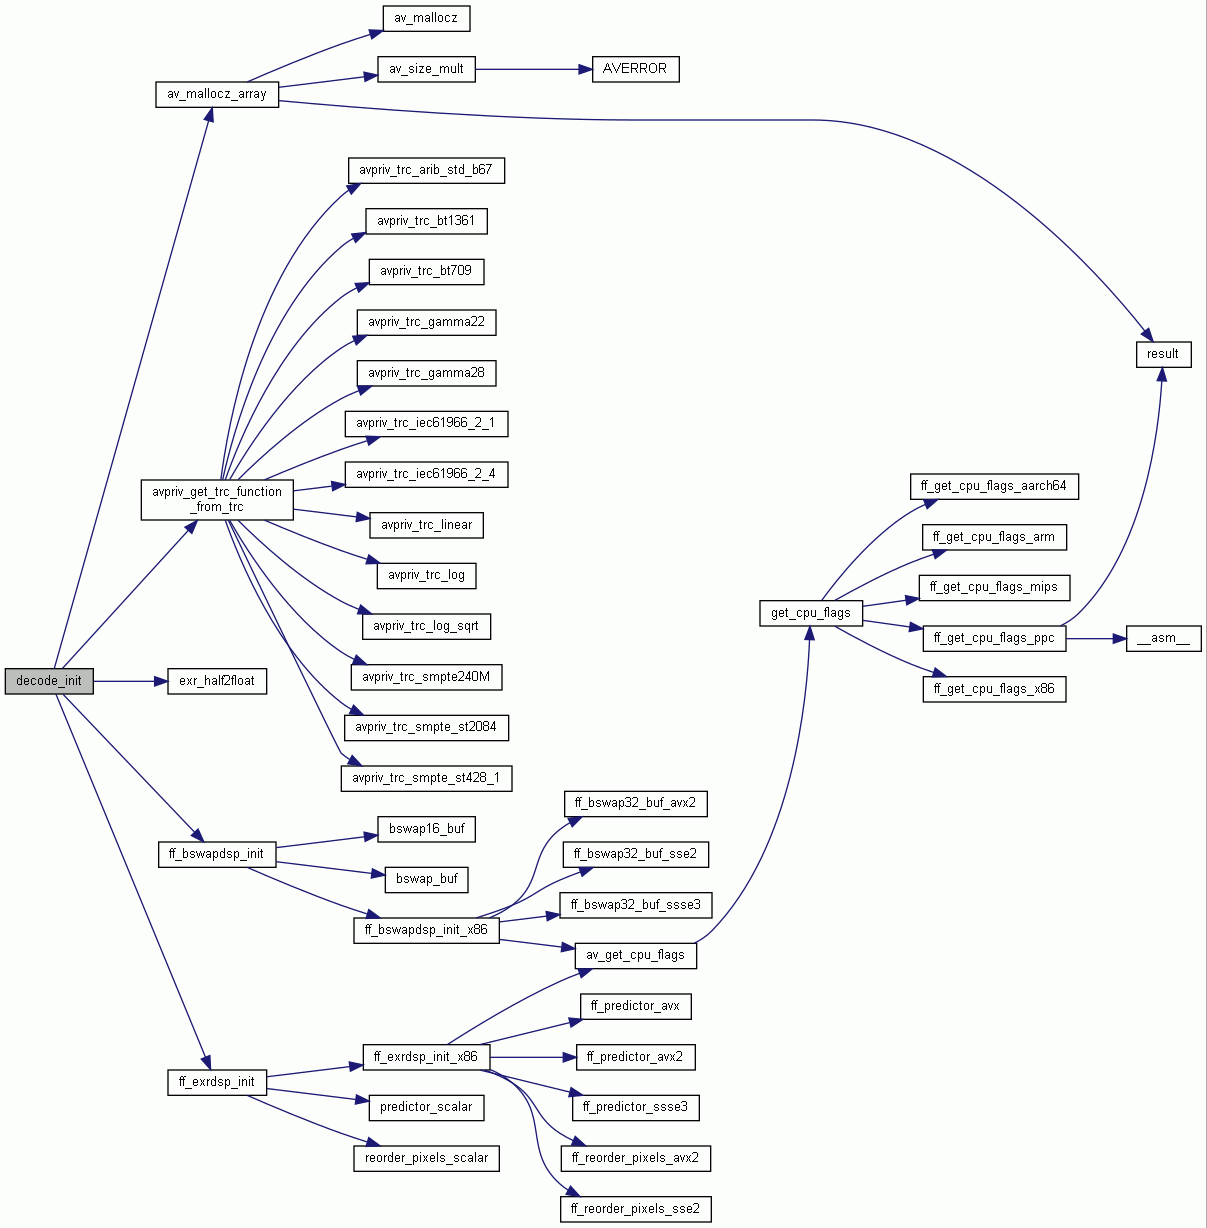 av_mallocz
av_size_mult
AVERROR
av_mallocz_array
avpriv_trc_arib_std_b67
avpriv_trc_bt1361
avpriv_trc_bt709
avpriv_trc_gamma22
result
avpriv_trc_gamma28
avpriv_trc_iec61966_2_1
avpriv_trc_iec61966_2_4
avpriv_get_trc_function
_from_trc
ff_get_cpu_flags_aarch64
avpriv_trc_linear
ff_get_cpu_flags_arm
avpriv_trc_log
ff_get_cpu_flags_mips
get_cpu_flags
avpriv_trc_log_sqrt
ff_get_cpu_flags_ppc
__asm__
decode_init
exr_half2float
avpriv_trc_smpte240M
ff_get_cpu_flags_x86
avpriv_trc_smpte_st2084
avpriv_trc_smpte_st428_1
ff_bswap32_buf_avx2
bswap16_buf
ff_bswapdsp_init
ff_bswap32_buf_sse2
bswap_buf
ff_bswap32_buf_ssse3
ff_bswapdsp_init_x86
av_get_cpu_flags
ff_predictor_avx
ff_exrdsp_init_x86
ff_predictor_avx2
ff_exrdsp_init
predictor_scalar
ff_predictor_ssse3
reorder_pixels_scalar
ff_reorder_pixels_avx2
ff_reorder_pixels_sse2